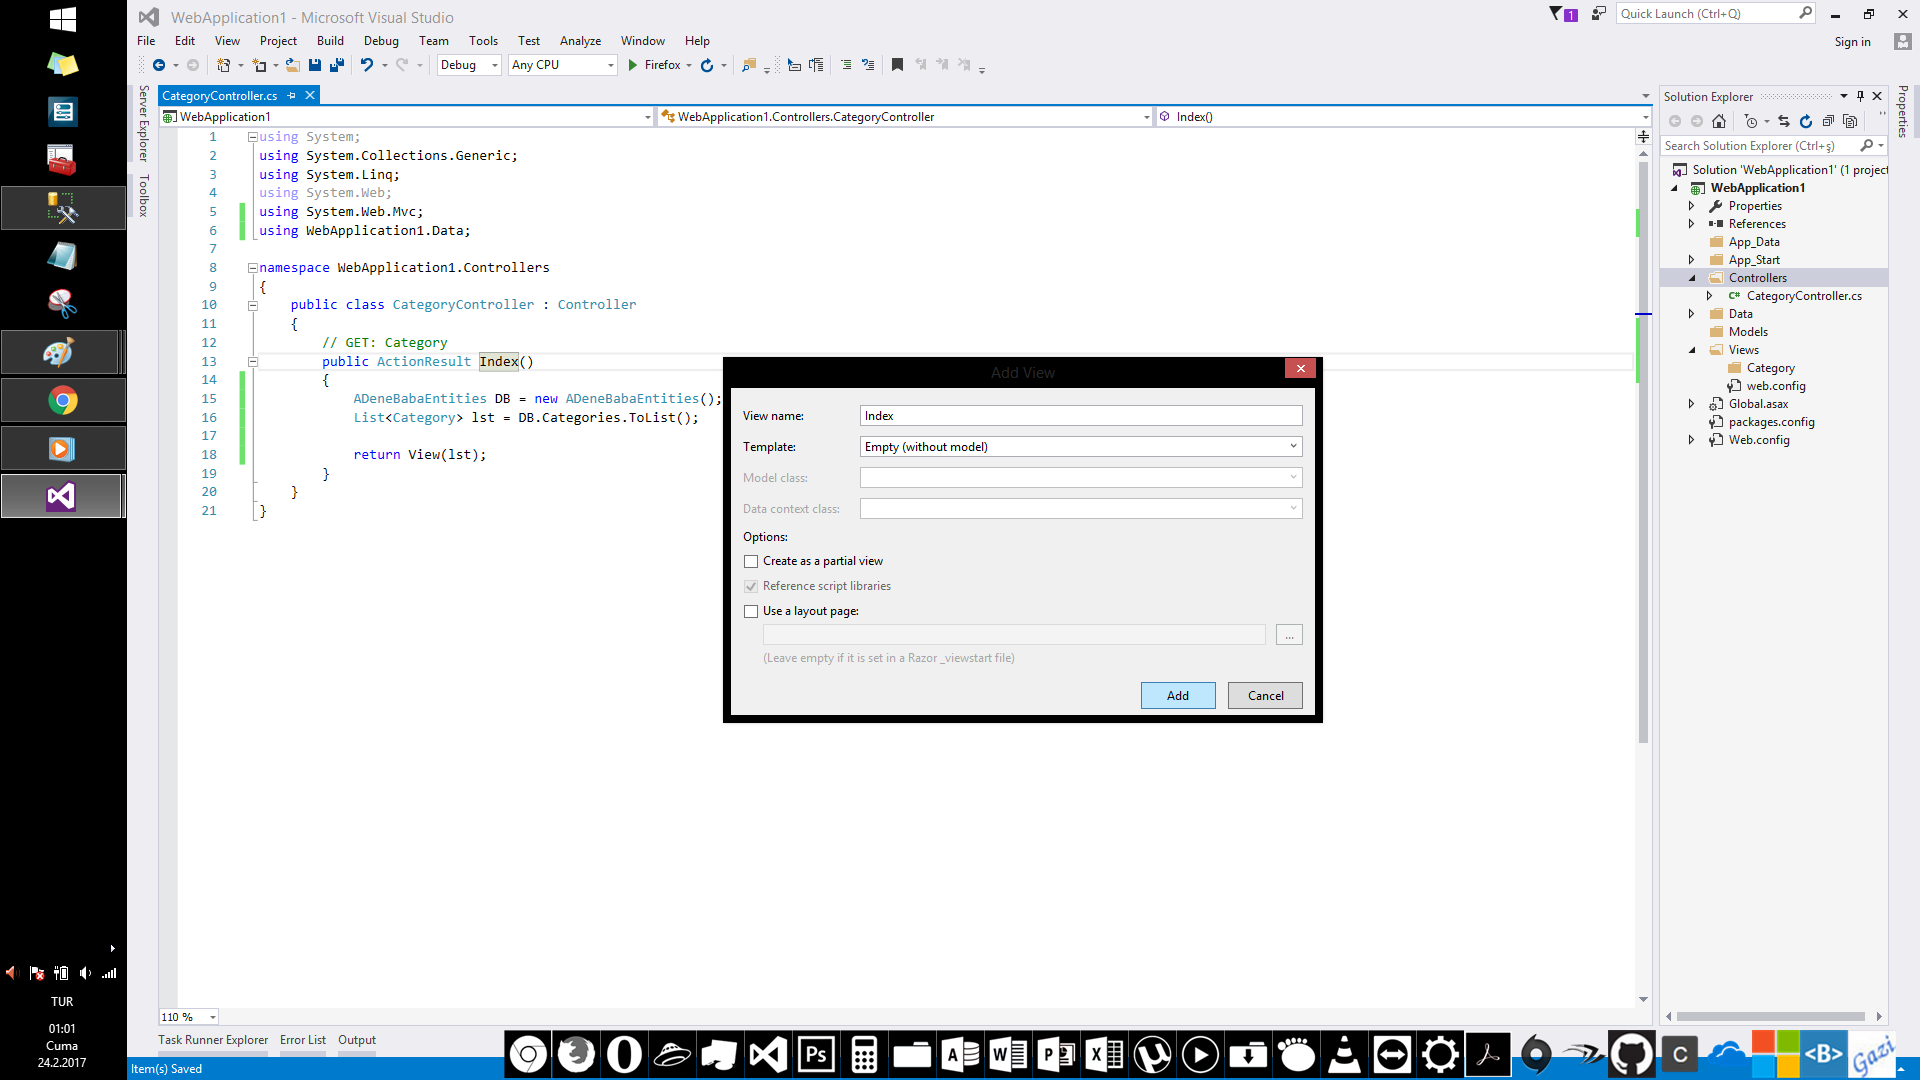 WebApplication1 - Microsoft Visual Studio
1
Quick Launch (Ctrl+Q)
File Edit View Project Build Debug Team Tools Test Analyze Window Help
Sign in
Debug Any CPU Firefox
Server Explorer
Toolbox
CategoryController.cs
WebApplication1
WebApplication1.Controllers.CategoryController
Index()
1 using System;
2 using System.Collections.Generic;
3 using System.Linq;
4 using System.Web;
5 using System.Web.Mvc;
6 using WebApplication1.Data;
7
8 namespace WebApplication1.Controllers
9 {
10 public class CategoryController : Controller
11 {
12 // GET: Category
13 public ActionResult Index()
14 {
15 ADeneBabaEntities DB = new ADeneBabaEntities();
16 List<Category> lst = DB.Categories.ToList();
17
18 return View(lst);
19 }
20 }
21 }
Add View
View name: Index
Template: Empty (without model)
Model class:
Data context class:
Options:
Create as a partial view
Reference script libraries
Use a layout page:
...
(Leave empty if it is set in a Razor _viewstart file)
Add Cancel
Solution Explorer
Search Solution Explorer (Ctrl+ş)
Solution 'WebApplication1' (1 project
WebApplication1
Properties
References
App_Data
App_Start
Controllers
C# CategoryController.cs
Data
Models
Views
Category
web.config
Global.asax
packages.config
Web.config
Properties
110 %
Task Runner Explorer Error List Output
Item(s) Saved
TUR
01:01
Cuma
24.2.2017
Ps
A W P X
C
<B>
Gazi